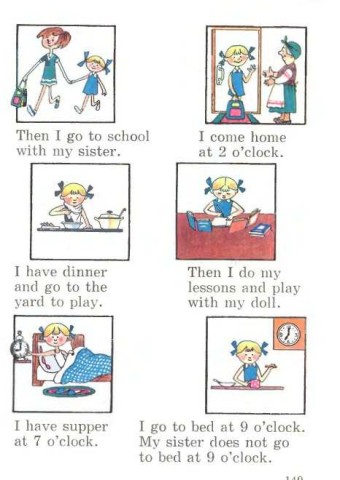 Then I go to school
with my sister.
I come home
at 2 o'clock.
I have dinner
and go to the
yard to play.
Then I do my
lessons and play
with my doll.
I have supper
at 7 o'clock.
I go to bed at 9 o'clock.
My sister does not go
to bed at 9 o'clock.
149